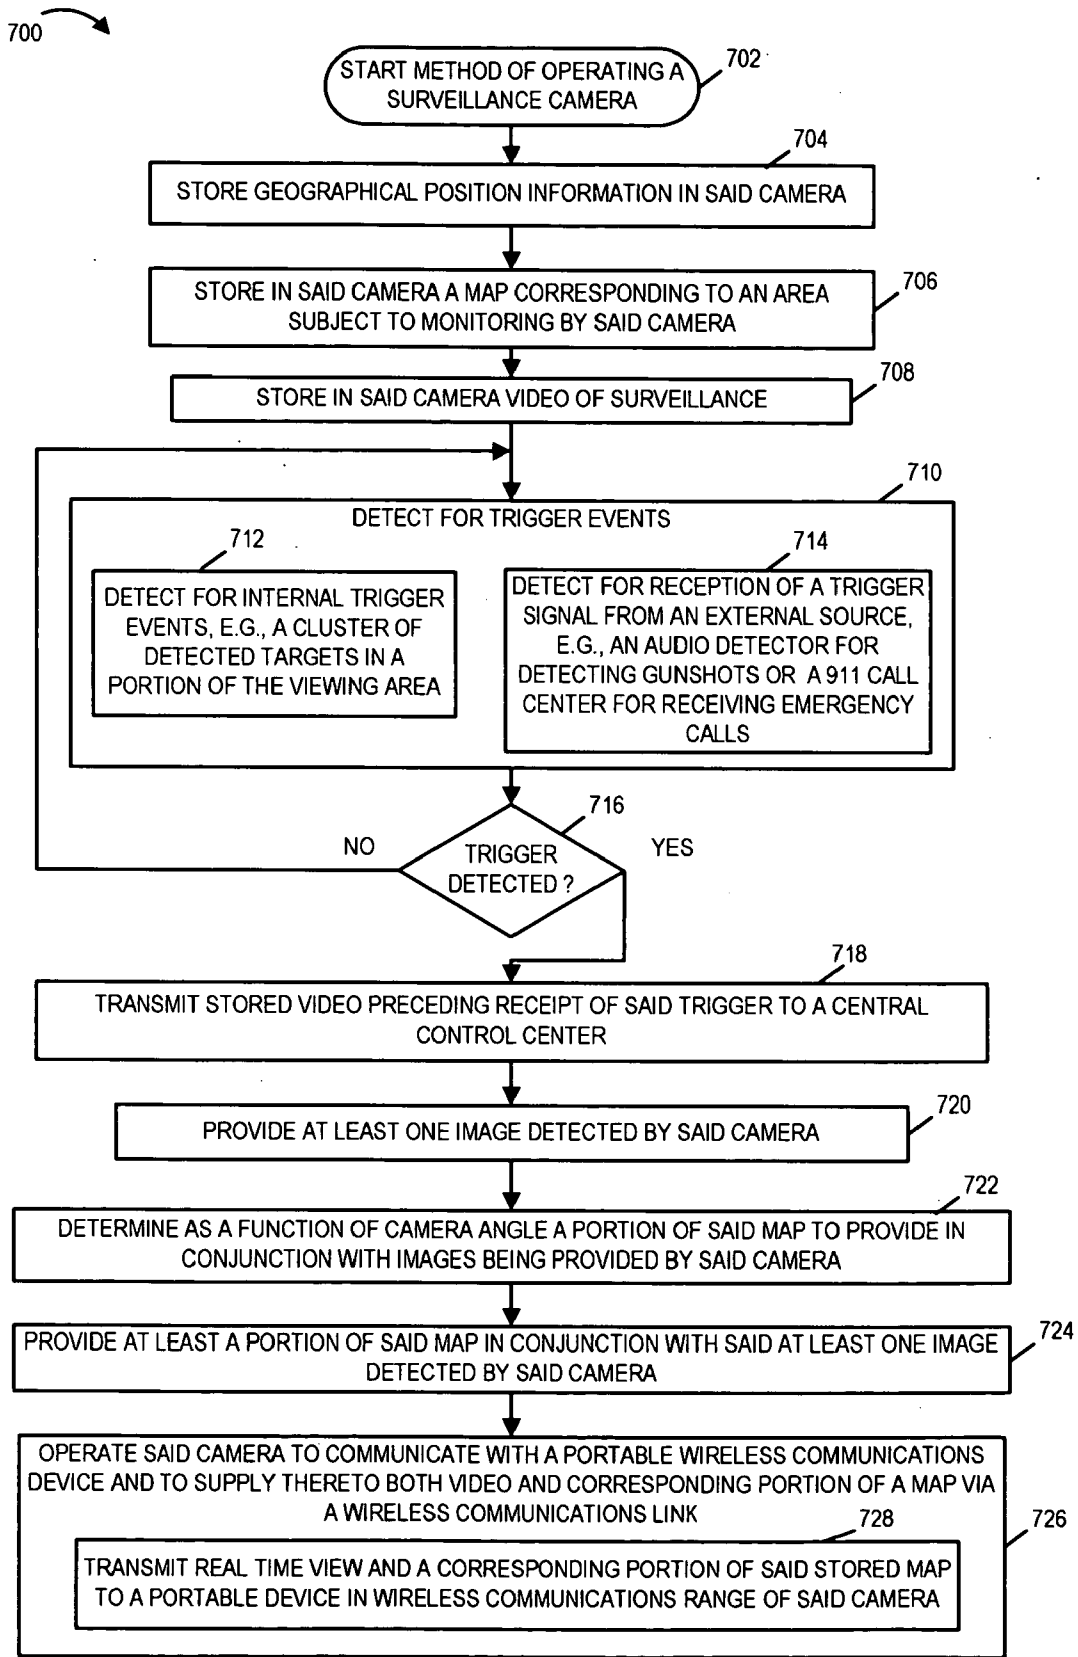 700
START METHOD OF OPERATING A
SURVEILLANCE CAMERA
702
704
STORE GEOGRAPHICAL POSITION INFORMATION IN SAID CAMERA
STORE IN SAID CAMERA A MAP CORRESPONDING TO AN AREA
SUBJECT TO MONITORING BY SAID CAMERA
706
708
STORE IN SAID CAMERA VIDEO OF SURVEILLANCE
710
DETECT FOR TRIGGER EVENTS
712
DETECT FOR INTERNAL TRIGGER
EVENTS, E.G., A CLUSTER OF
DETECTED TARGETS IN A
PORTION OF THE VIEWING AREA
714
DETECT FOR RECEPTION OF A TRIGGER
SIGNAL FROM AN EXTERNAL SOURCE,
E.G., AN AUDIO DETECTOR FOR
DETECTING GUNSHOTS OR A 911 CALL
CENTER FOR RECEIVING EMERGENCY
CALLS
716
NO
TRIGGER
DETECTED ?
YES
718
TRANSMIT STORED VIDEO PRECEDING RECEIPT OF SAID TRIGGER TO A CENTRAL
CONTROL CENTER
720
PROVIDE AT LEAST ONE IMAGE DETECTED BY SAID CAMERA
722
DETERMINE AS A FUNCTION OF CAMERA ANGLE A PORTION OF SAID MAP TO PROVIDE IN
CONJUNCTION WITH IMAGES BEING PROVIDED BY SAID CAMERA
PROVIDE AT LEAST A PORTION OF SAID MAP IN CONJUNCTION WITH SAID AT LEAST ONE IMAGE
DETECTED BY SAID CAMERA
724
OPERATE SAID CAMERA TO COMMUNICATE WITH A PORTABLE WIRELESS COMMUNICATIONS
DEVICE AND TO SUPPLY THERETO BOTH VIDEO AND CORRESPONDING PORTION OF A MAP VIA
A WIRELESS COMMUNICATIONS LINK
726
728
TRANSMIT REAL TIME VIEW AND A CORRESPONDING PORTION OF SAID STORED MAP
TO A PORTABLE DEVICE IN WIRELESS COMMUNICATIONS RANGE OF SAID CAMERA